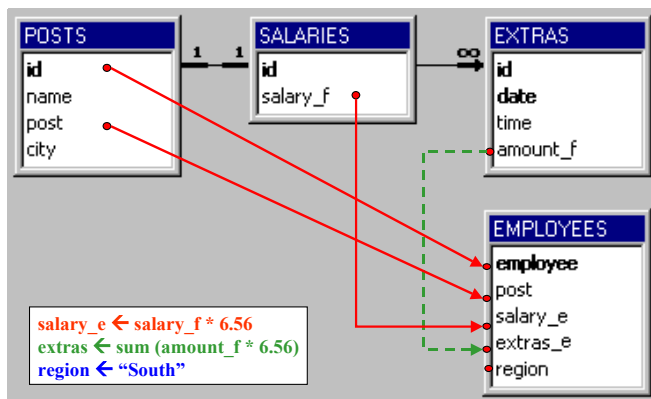 POSTS
id
name
post
city
1 1
SALARIES
id
salary_f
∞
EXTRAS
id
date
time
amount_f
EMPLOYEES
employee
post
salary_e
extras_e
region
salary_e ← salary_f * 6.56
extras ← sum (amount_f * 6.56)
region ← “South”